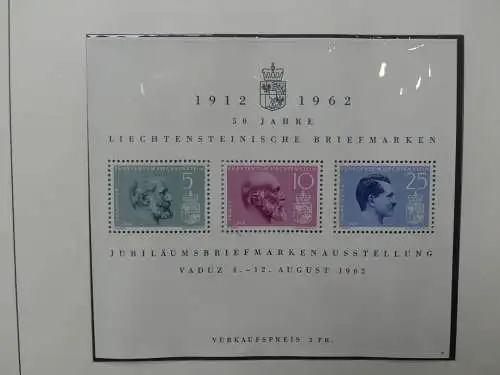 1912 1962
50 JAHRE
LIECHTENSTEINISCHE BRIEFMARKEN
5 10 25
JUBILÄUMSBRIEFMARKENAUSSTELLUNG
VADUZ 4.-12. AUGUST 1962
VERKAUFSPREIS 3 FR.